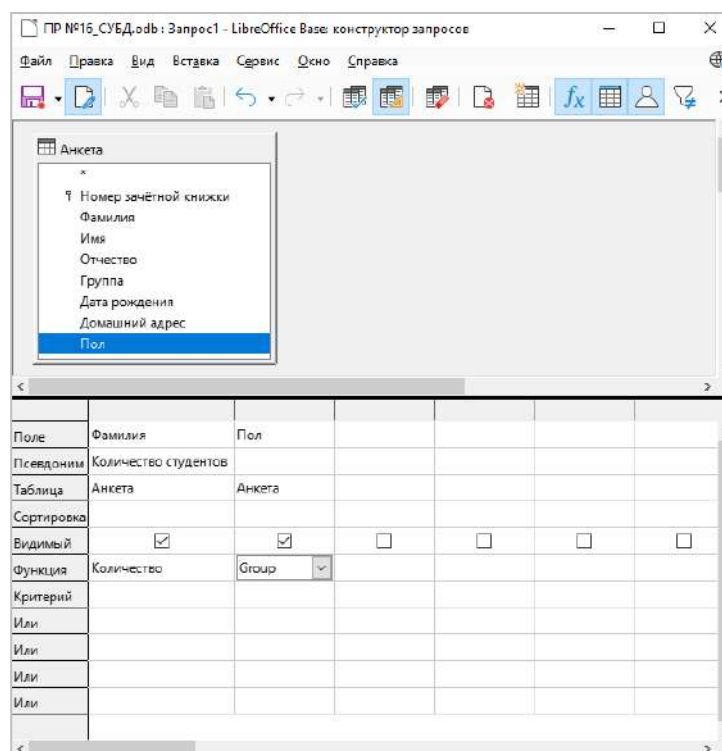 ПР №16_СУБД.odb : Запрос1 - LibreOffice Base: конструктор запросов
Файл Правка Вид Вставка Сервис Окно Справка
Анкета
*
Номер зачётной книжки
Фамилия
Имя
Отчество
Группа
Дата рождения
Домашний адрес
Пол
Поле Фамилия Пол
Псевдоним Количество студентов
Таблица Анкета Анкета
Сортировка
Видимый
Функция Количество Group
Критерий
Или
Или
Или
Или